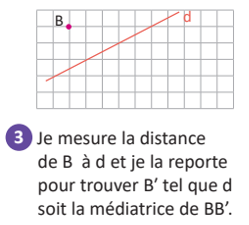 B
d
3 Je mesure la distance
de B à d et je la reporte
pour trouver B’ tel que d
soit la médiatrice de BB’.